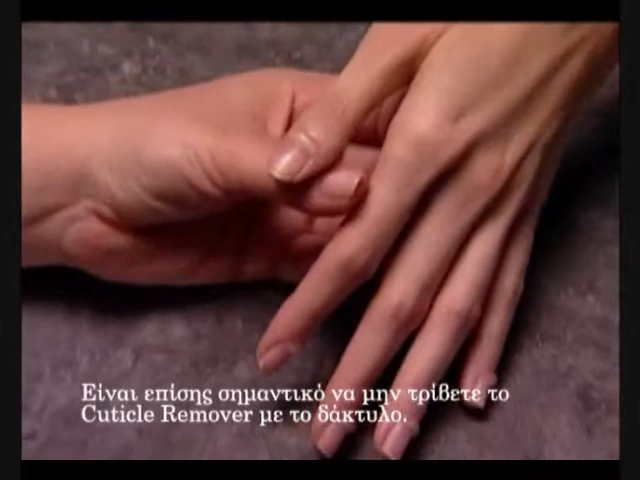 Είναι επίσης σημαντικό να μην τρίβετε το
Cuticle Remover με το δάκτυλο.